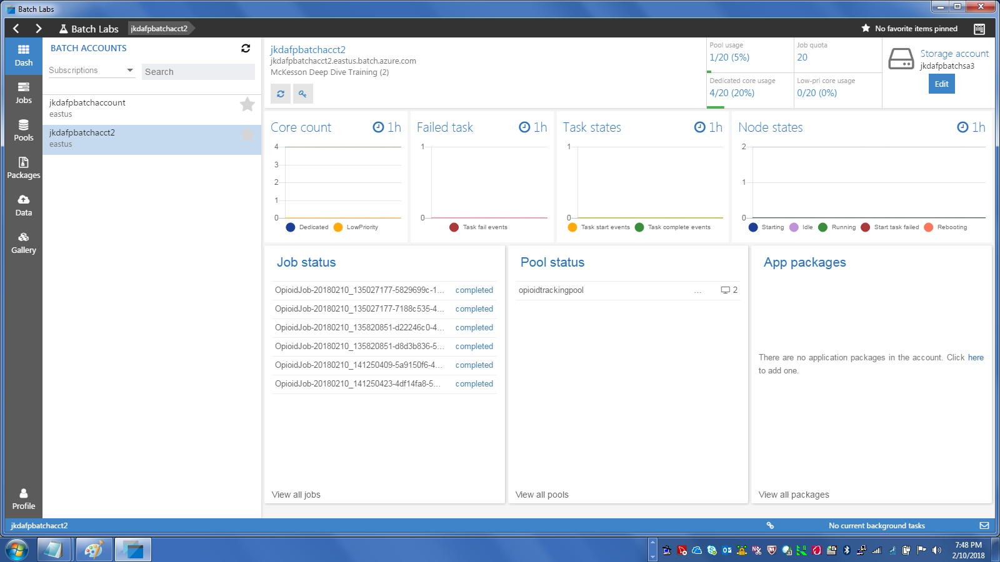 Batch Labs
Batch Labs
jkdafpbatchacct2
No favorite items pinned
Dash
Jobs
Pools
Packages
Data
Gallery
Profile
BATCH ACCOUNTS
Subscriptions
Search
jkdafpbatchaccount
eastus
jkdafpbatchacct2
eastus
jkdafpbatchacct2
jkdafpbatchacct2.eastus.batch.azure.com
McKesson Deep Dive Training (2)
Pool usage
1/20 (5%)
Job quota
20
Dedicated core usage
4/20 (20%)
Low-pri core usage
0/20 (0%)
Storage account
jkdafpbatchsa3
Edit
Core count
1h
4
3
2
1
0
Dedicated
LowPriority
Failed task
1h
1
0
Task fail events
Task states
1h
1
0
Task start events
Task complete events
Node states
1h
2
1
0
Starting
Idle
Running
Start task failed
Rebooting
Job status
OpioidJob-20180210_135027177-5829699c-1... completed
OpioidJob-20180210_135027177-7188c535-4... completed
OpioidJob-20180210_135820851-d22246c0-4... completed
OpioidJob-20180210_135820851-d8d3b836-5... completed
OpioidJob-20180210_141250409-5a9150f6-4... completed
OpioidJob-20180210_141250423-4df14fa8-5... completed
View all jobs
Pool status
opioidtrackingpool ... 2
View all pools
App packages
There are no application packages in the account. Click here
to add one.
View all packages
jkdafpbatchacct2
No current background tasks
7:48 PM
2/10/2018